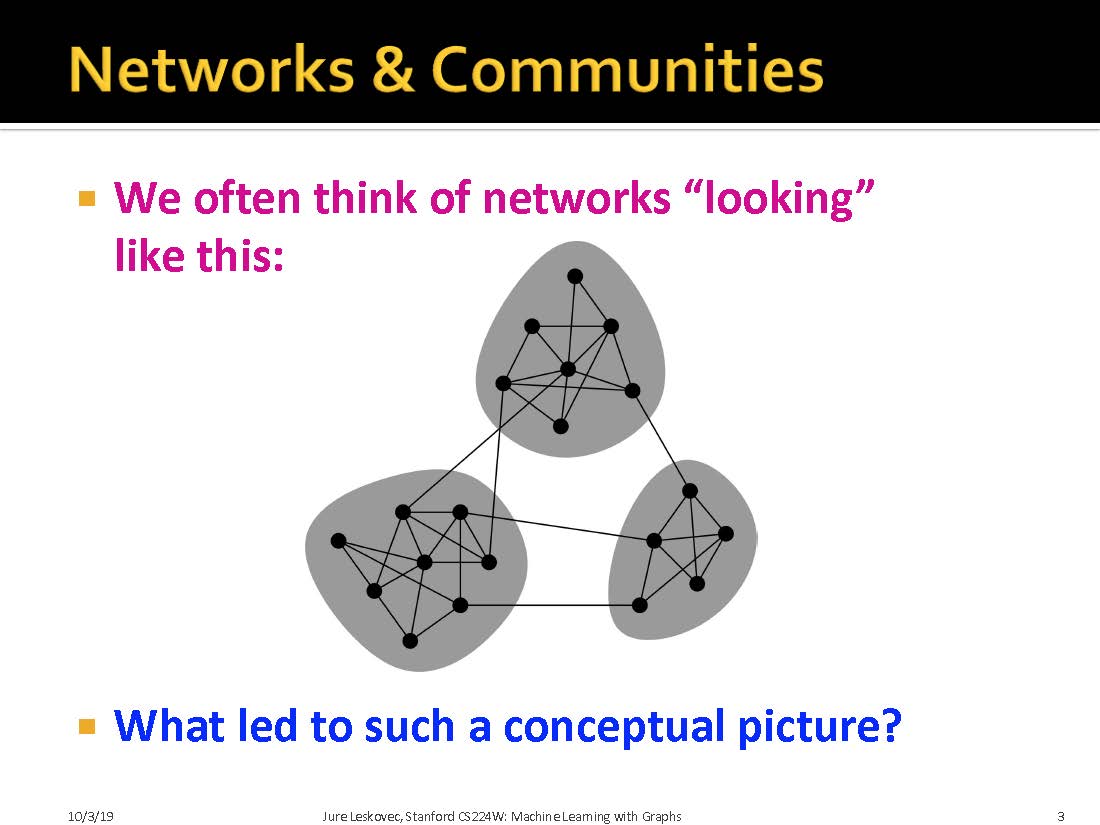 Networks & Communities
▪ We often think of networks “looking”
like this:
▪ What led to such a conceptual picture?
10/3/19
Jure Leskovec, Stanford CS224W: Machine Learning with Graphs
3